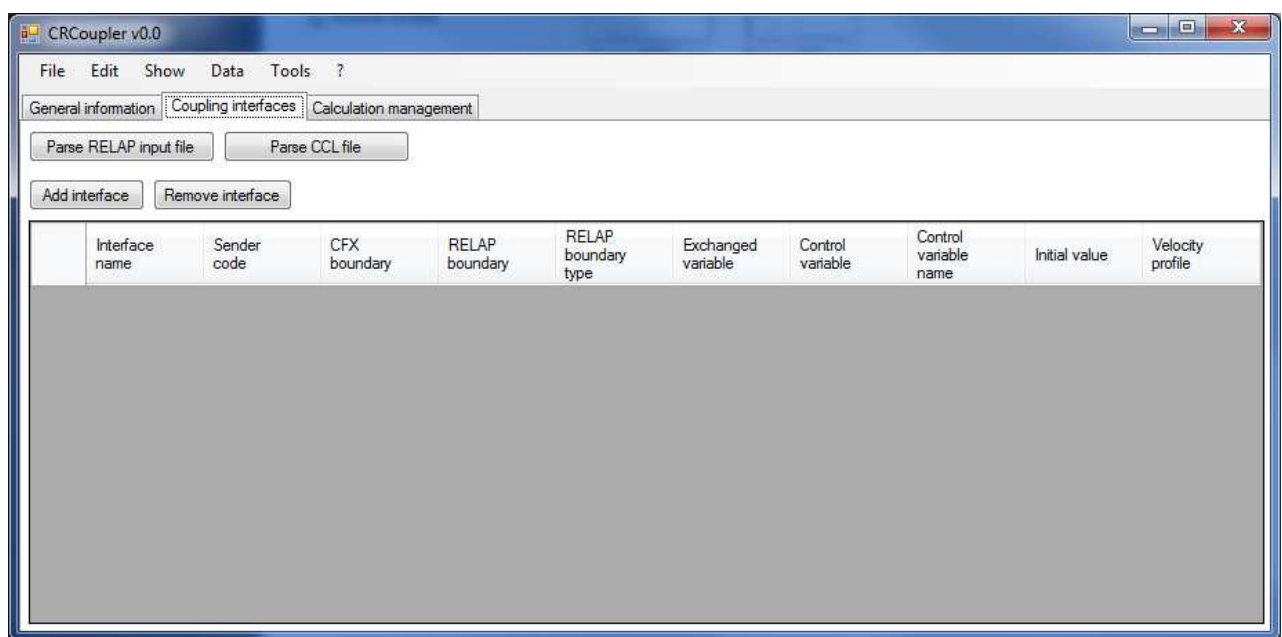 CRCoupler v0.0
File Edit Show Data Tools ?
General information Coupling interfaces Calculation management
Parse RELAP input file Parse CCL file
Add interface Remove interface
Interface name Sender code CFX boundary RELAP boundary RELAP boundary type Exchanged variable Control variable Control variable name Initial value Velocity profile